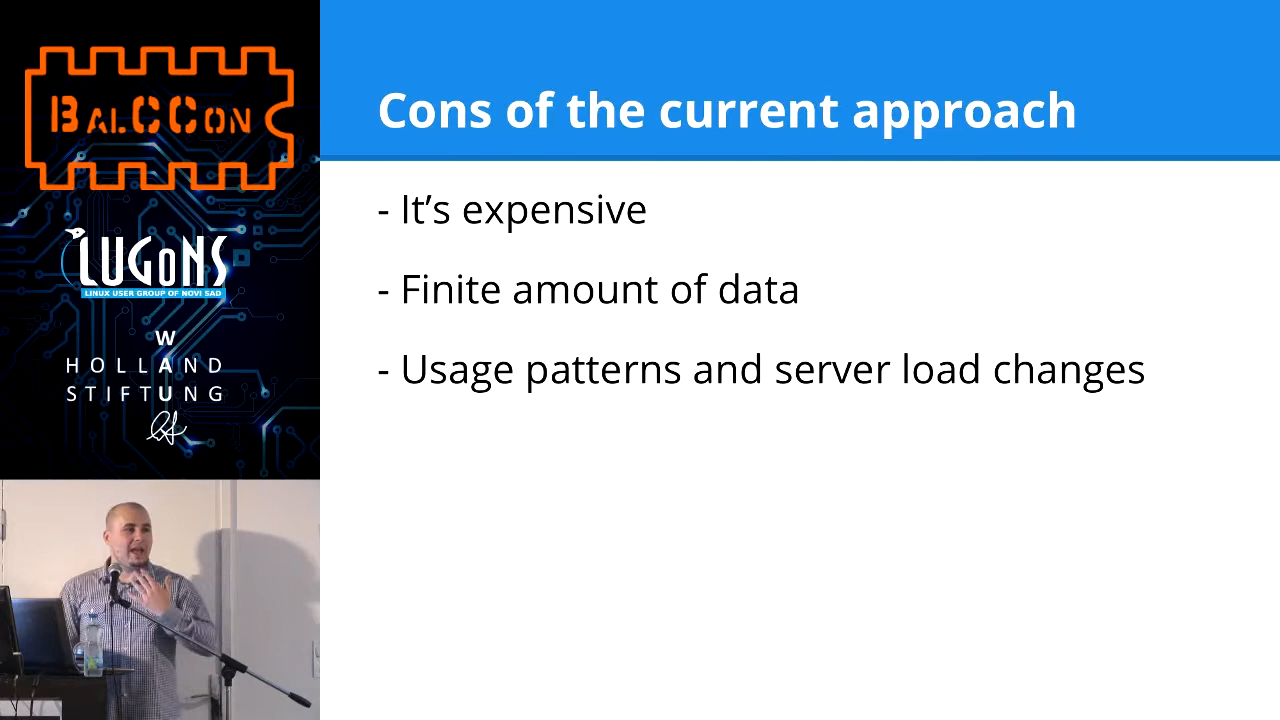 BALCCON
LUGoNS
LINUX USER GROUP OF NOVI SAD
W
HOLLAND
STIFTUNG
Cons of the current approach
- It’s expensive
- Finite amount of data
- Usage patterns and server load changes